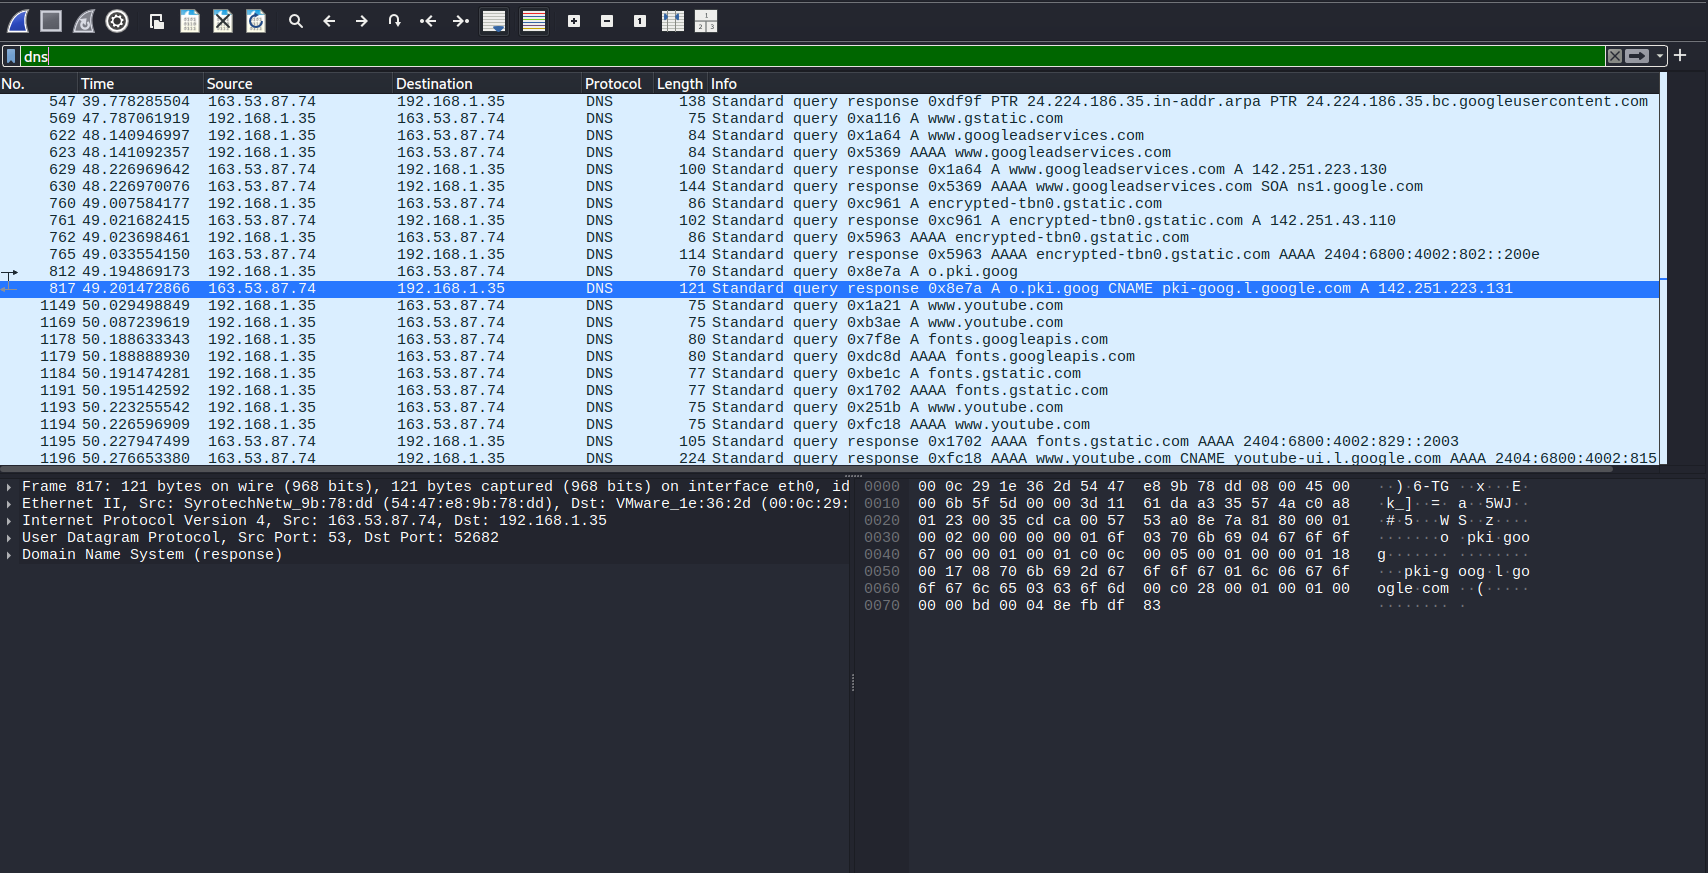 dns
No. Time Source Destination Protocol Length Info
547 39.778285504 163.53.87.74 192.168.1.35 DNS 138 Standard query response 0xdf9f PTR 24.224.186.35.in-addr.arpa PTR 24.224.186.35.bc.googleusercontent.com
569 47.787061919 192.168.1.35 163.53.87.74 DNS 75 Standard query 0xa116 A www.gstatic.com
622 48.140946997 192.168.1.35 163.53.87.74 DNS 84 Standard query 0x1a64 A www.googleadservices.com
623 48.141092357 192.168.1.35 163.53.87.74 DNS 84 Standard query 0x5369 AAAA www.googleadservices.com
629 48.226969642 163.53.87.74 192.168.1.35 DNS 100 Standard query response 0x1a64 A www.googleadservices.com A 142.251.223.130
630 48.226970076 163.53.87.74 192.168.1.35 DNS 144 Standard query response 0x5369 AAAA www.googleadservices.com SOA ns1.google.com
760 49.007584177 192.168.1.35 163.53.87.74 DNS 86 Standard query 0xc961 A encrypted-tbn0.gstatic.com
761 49.021682415 163.53.87.74 192.168.1.35 DNS 102 Standard query response 0xc961 A encrypted-tbn0.gstatic.com A 142.251.43.110
762 49.023698461 192.168.1.35 163.53.87.74 DNS 86 Standard query 0x5963 AAAA encrypted-tbn0.gstatic.com
765 49.033554150 163.53.87.74 192.168.1.35 DNS 114 Standard query response 0x5963 AAAA encrypted-tbn0.gstatic.com AAAA 2404:6800:4002:802::200e
812 49.194869173 192.168.1.35 163.53.87.74 DNS 70 Standard query 0x8e7a A o.pki.goog
817 49.201472866 163.53.87.74 192.168.1.35 DNS 121 Standard query response 0x8e7a A o.pki.goog CNAME pki-goog.l.google.com A 142.251.223.131
1149 50.029498849 192.168.1.35 163.53.87.74 DNS 75 Standard query 0x1a21 A www.youtube.com
1169 50.087239619 192.168.1.35 163.53.87.74 DNS 75 Standard query 0xb3ae A www.youtube.com
1178 50.188633343 192.168.1.35 163.53.87.74 DNS 80 Standard query 0x7f8e A fonts.googleapis.com
1179 50.188888930 192.168.1.35 163.53.87.74 DNS 80 Standard query 0xdc8d AAAA fonts.googleapis.com
1184 50.191474281 192.168.1.35 163.53.87.74 DNS 77 Standard query 0xbe1c A fonts.gstatic.com
1191 50.195142592 192.168.1.35 163.53.87.74 DNS 77 Standard query 0x1702 AAAA fonts.gstatic.com
1193 50.223255542 192.168.1.35 163.53.87.74 DNS 75 Standard query 0x251b A www.youtube.com
1194 50.226596909 192.168.1.35 163.53.87.74 DNS 75 Standard query 0xfc18 AAAA www.youtube.com
1195 50.227947499 163.53.87.74 192.168.1.35 DNS 105 Standard query response 0x1702 AAAA fonts.gstatic.com AAAA 2404:6800:4002:829::2003
1196 50.276653380 163.53.87.74 192.168.1.35 DNS 224 Standard query response 0xfc18 AAAA www.youtube.com CNAME youtube-ui.l.google.com AAAA 2404:6800:4002:815
Frame 817: 121 bytes on wire (968 bits), 121 bytes captured (968 bits) on interface eth0, id
Ethernet II, Src: SyrotechNetw_9b:78:dd (54:47:e8:9b:78:dd), Dst: VMware_1e:36:2d (00:0c:29:
Internet Protocol Version 4, Src: 163.53.87.74, Dst: 192.168.1.35
User Datagram Protocol, Src Port: 53, Dst Port: 52682
Domain Name System (response)
0000 00 0c 29 1e 36 2d 54 47 e8 9b 78 dd 08 00 45 00 ··)·6-TG ··x···E·
0010 00 6b 5f 5d 00 00 3d 11 61 da a3 35 57 4a c0 a8 ·k_]··=· a··5WJ··
0020 01 23 00 35 cd ca 00 57 53 a0 8e 7a 81 80 00 01 ·#·5···W S··z····
0030 00 02 00 00 00 00 01 6f 03 70 6b 69 04 67 6f 6f ·······o ·pki·goo
0040 67 00 00 01 00 01 c0 0c 00 05 00 01 00 00 01 18 g······· ········
0050 00 17 08 70 6b 69 2d 67 6f 6f 67 01 6c 06 67 6f ···pki-g oog·l·go
0060 6f 67 6c 65 03 63 6f 6d 00 c0 28 00 01 00 01 00 ogle·com ··(·····
0070 00 00 bd 00 04 8e fb df 83 ········ ·